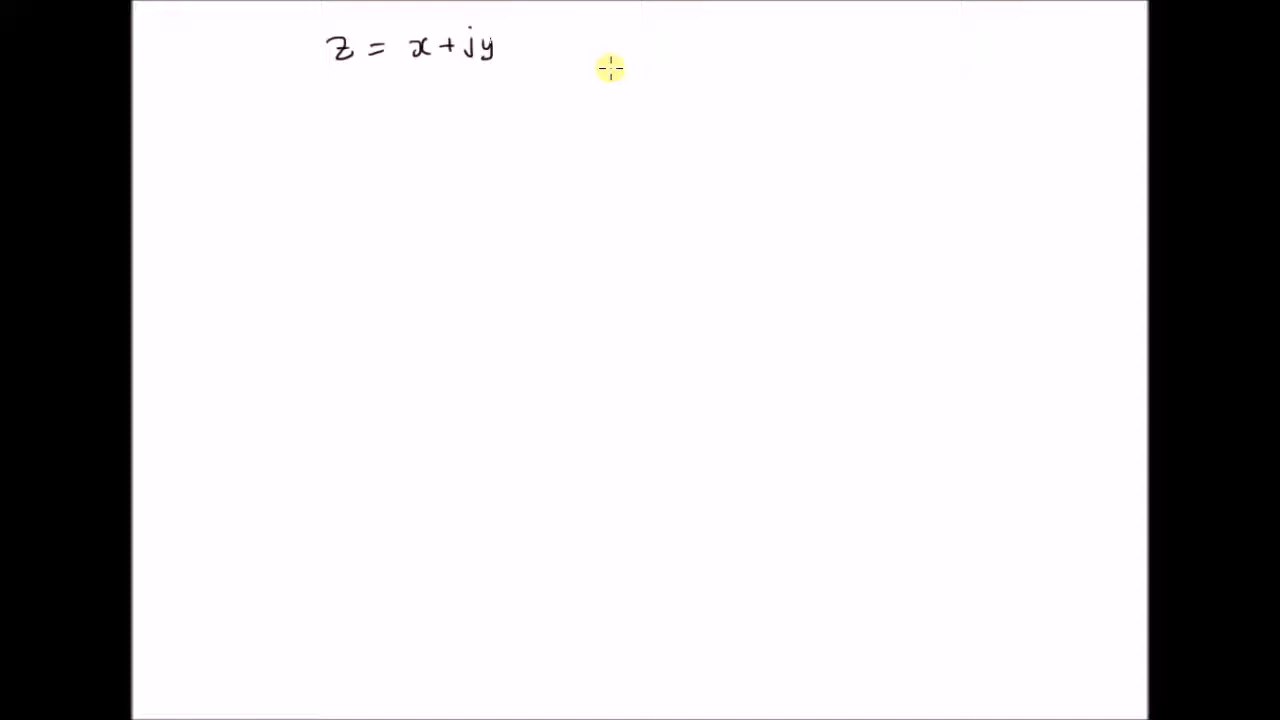 z = x + jy